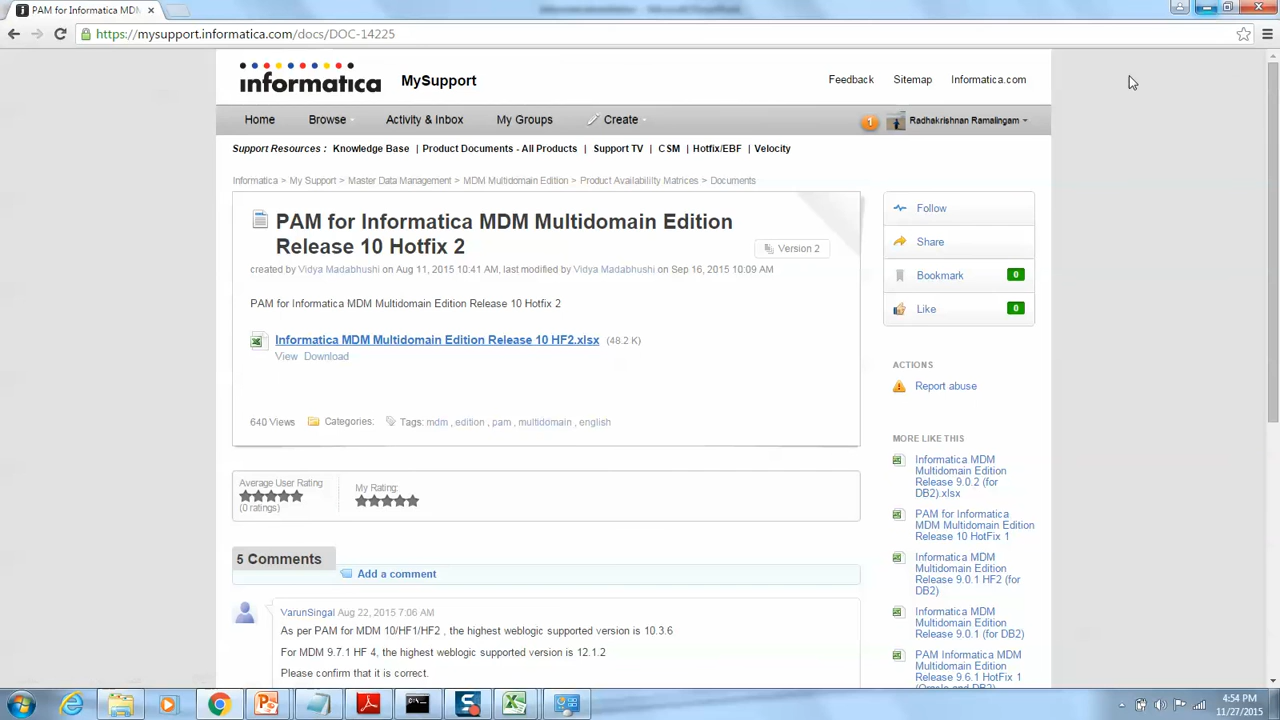 PAM for Informatica MDM
https://mysupport.informatica.com/docs/DOC-14225
informatica MySupport
Feedback Sitemap Informatica.com
Home Browse Activity & Inbox My Groups Create
1 Radhakrishnan Ramalingam
Support Resources : Knowledge Base | Product Documents - All Products | Support TV | CSM | Hotfix/EBF | Velocity
Informatica > My Support > Master Data Management > MDM Multidomain Edition > Product Availabililty Matrices > Documents
PAM for Informatica MDM Multidomain Edition
Release 10 Hotfix 2
Version 2
created by Vidya Madabhushi on Aug 11, 2015 10:41 AM, last modified by Vidya Madabhushi on Sep 16, 2015 10:09 AM
PAM for Informatica MDM Multidomain Edition Release 10 Hotfix 2
Informatica MDM Multidomain Edition Release 10 HF2.xlsx (48.2 K)
View Download
640 Views Categories: Tags: mdm , edition , pam , multidomain , english
Average User Rating
(0 ratings)
My Rating:
5 Comments
Add a comment
VarunSingal Aug 22, 2015 7:06 AM
As per PAM for MDM 10/HF1/HF2 , the highest weblogic supported version is 10.3.6
For MDM 9.7.1 HF 4, the highest weblogic supported version is 12.1.2
Please confirm that it is correct.
Follow
Share
Bookmark 0
Like 0
ACTIONS
Report abuse
MORE LIKE THIS
Informatica MDM
Multidomain Edition
Release 9.0.2 (for
DB2).xlsx
PAM for Informatica
MDM Multidomain Edition
Release 10 HotFix 1
Informatica MDM
Multidomain Edition
Release 9.0.1 HF2 (for
DB2)
Informatica MDM
Multidomain Edition
Release 9.0.1 (for DB2)
PAM Informatica MDM
Multidomain Edition
Release 9.6.1 HotFix 1
(Oracle and DB2)
4:54 PM
11/27/2015